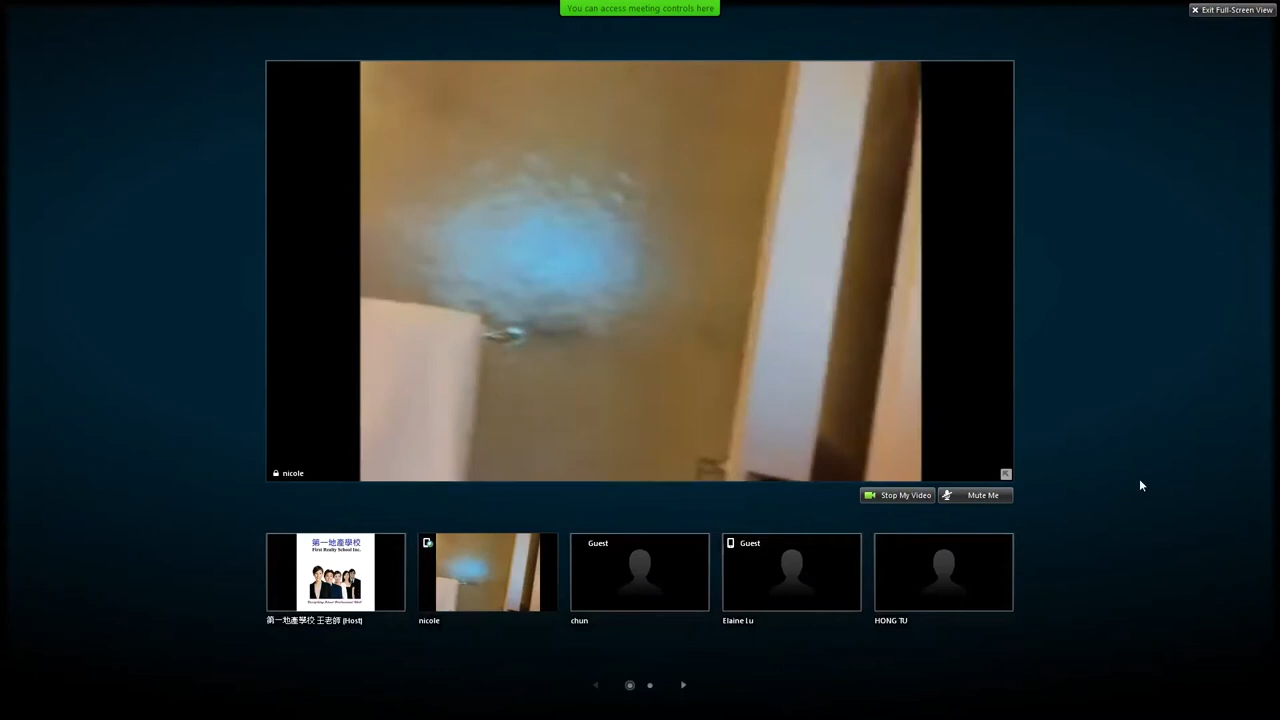 You can access meeting controls here
Exit Full-Screen View
nicole
Stop My Video
Mute Me
第一地產學校
First Realty School Inc.
Guest
Guest
第一地產學校 王老師 (Host)
nicole
chun
Elaine Lu
HONG TU